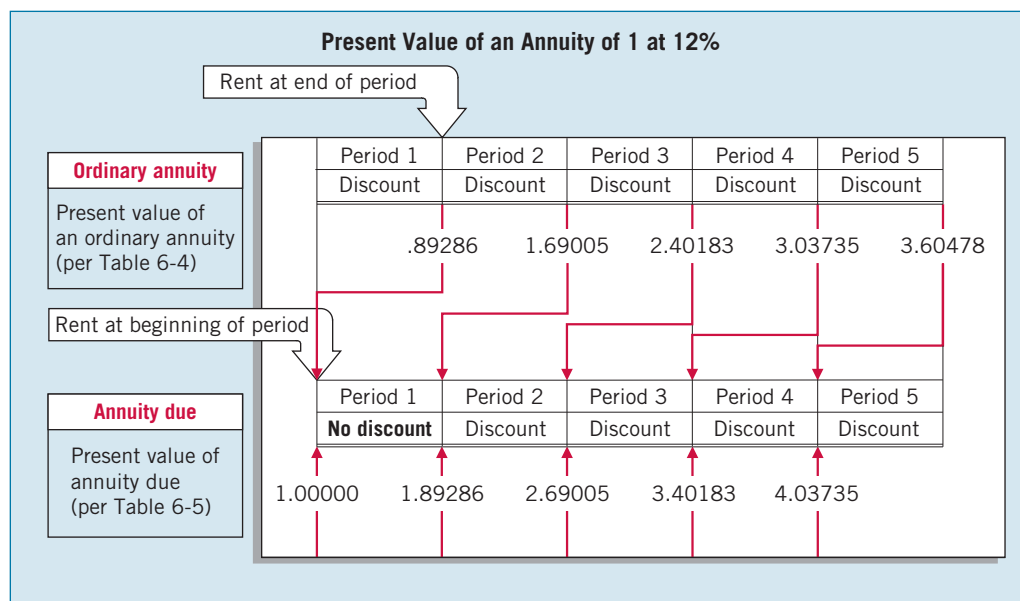 Present Value of an Annuity of 1 at 12%
Rent at end of period
Ordinary annuity
Present value of
an ordinary annuity
(per Table 6-4)
Period 1 Period 2 Period 3 Period 4 Period 5
Discount Discount Discount Discount Discount
.89286 1.69005 2.40183 3.03735 3.60478
Rent at beginning of period
Annuity due
Present value of
annuity due
(per Table 6-5)
Period 1 Period 2 Period 3 Period 4 Period 5
No discount Discount Discount Discount Discount
1.00000 1.89286 2.69005 3.40183 4.03735